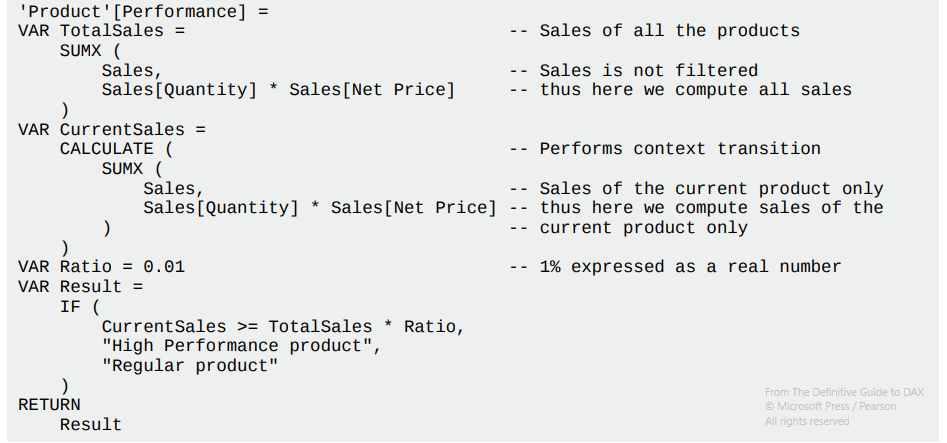 'Product'[Performance] =
VAR TotalSales = -- Sales of all the products
SUMX (
Sales, -- Sales is not filtered
Sales[Quantity] * Sales[Net Price] -- thus here we compute all sales
)
VAR CurrentSales =
CALCULATE ( -- Performs context transition
SUMX (
Sales, -- Sales of the current product only
Sales[Quantity] * Sales[Net Price] -- thus here we compute sales of the
) -- current product only
)
VAR Ratio = 0.01 -- 1% expressed as a real number
VAR Result =
IF (
CurrentSales >= TotalSales * Ratio,
"High Performance product",
"Regular product"
)
RETURN
Result
From The Definitive Guide to DAX
© Microsoft Press / Pearson
All rights reserved